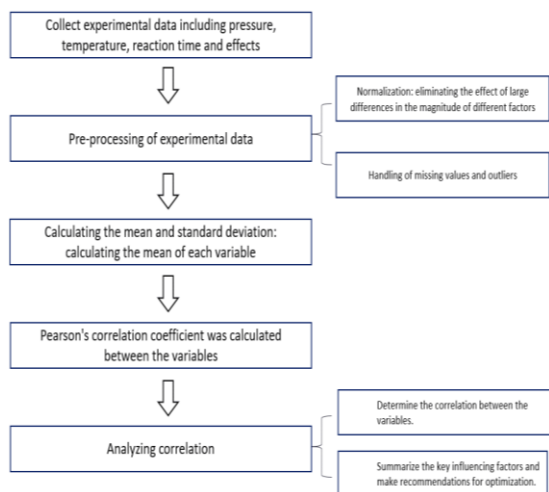 Collect experimental data including pressure,
temperature, reaction time and effects
Normalization: eliminating the effect of large
differences in the magnitude of different factors
Pre-processing of experimental data
Handling of missing values and outliers
Calculating the mean and standard deviation:
calculating the mean of each variable
Pearson's correlation coefficient was calculated
between the variables
Determine the correlation between the
variables.
Analyzing correlation
Summarize the key influencing factors and
make recommendations for optimization.